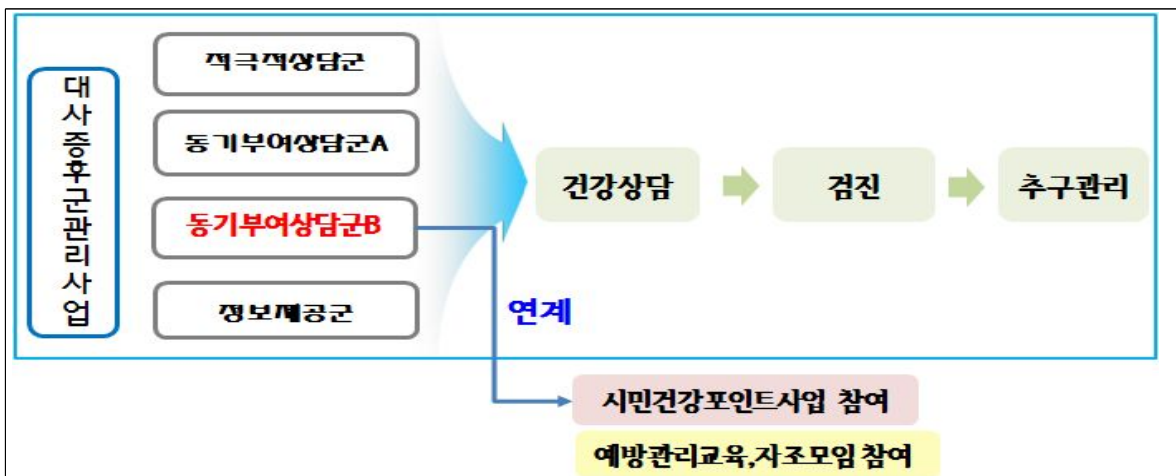 대사증후군관리사업
적극적상담군
동기부여상담군A
동기부여상담군B
정보제공군
건강상담
검진
추구관리
연계
시민건강포인트사업 참여
예방관리교육,자조모임 참여